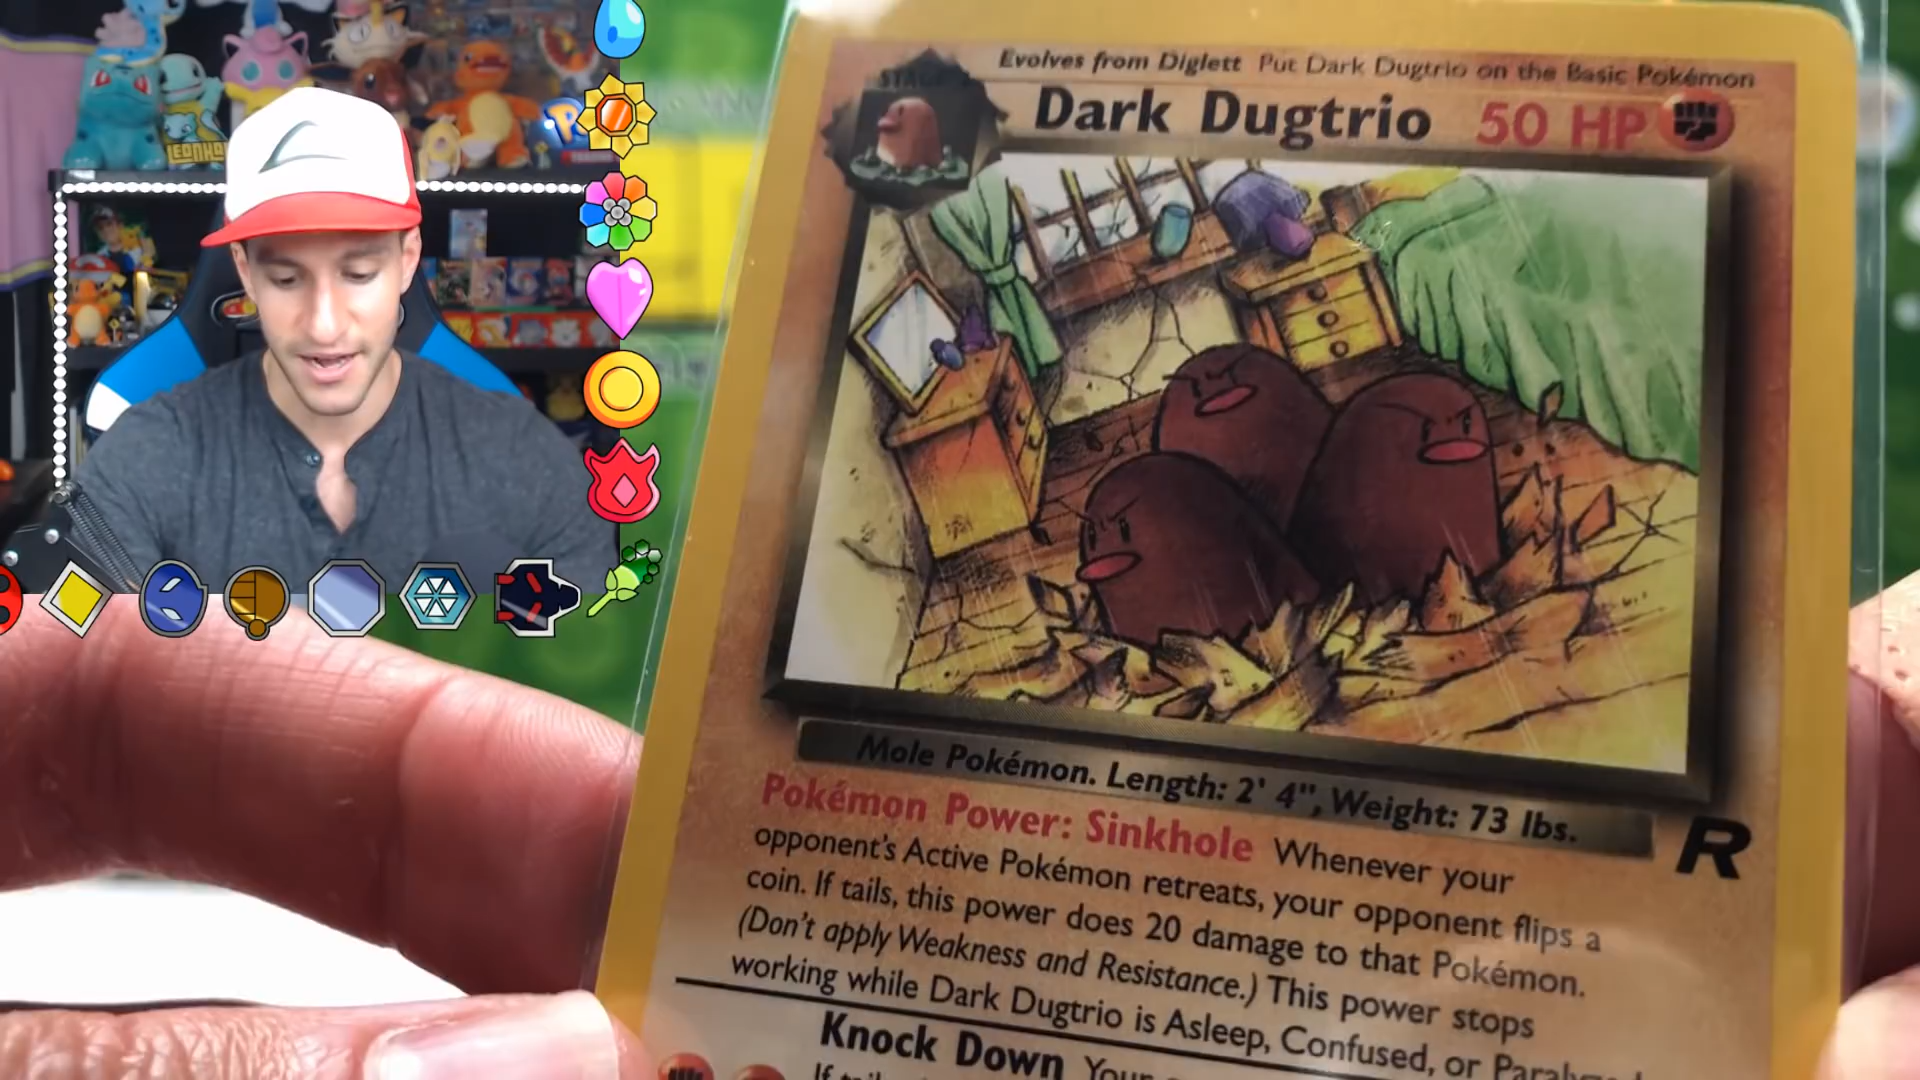 Evolves from Diglett Put Dark Dugtrio on the Basic Pokémon
STAGE
Dark Dugtrio 50 HP
Mole Pokémon. Length: 2' 4", Weight: 73 lbs.
Pokémon Power: Sinkhole Whenever your
opponent's Active Pokémon retreats, your opponent flips a
coin. If tails, this power does 20 damage to that Pokémon.
(Don't apply Weakness and Resistance.) This power stops
working while Dark Dugtrio is Asleep, Confused, or
R
Knock Down Your
If